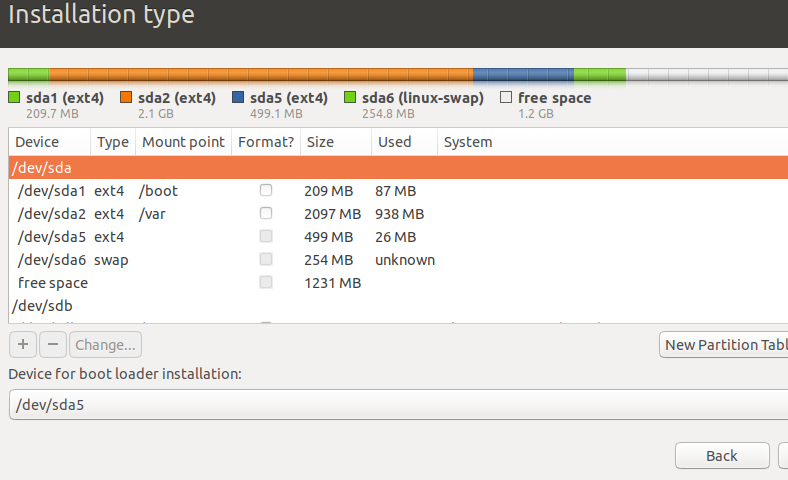 Installation type
sda1 (ext4) sda2 (ext4) sda5 (ext4) sda6 (linux-swap) free space
209.7 MB 2.1 GB 499.1 MB 254.8 MB 1.2 GB
Device Type Mount point Format? Size Used System
/dev/sda
/dev/sda1 ext4 /boot 209 MB 87 MB
/dev/sda2 ext4 /var 2097 MB 938 MB
/dev/sda5 ext4 499 MB 26 MB
/dev/sda6 swap 254 MB unknown
free space 1231 MB
/dev/sdb
+ − Change... New Partition Tabl
Device for boot loader installation:
/dev/sda5
Back